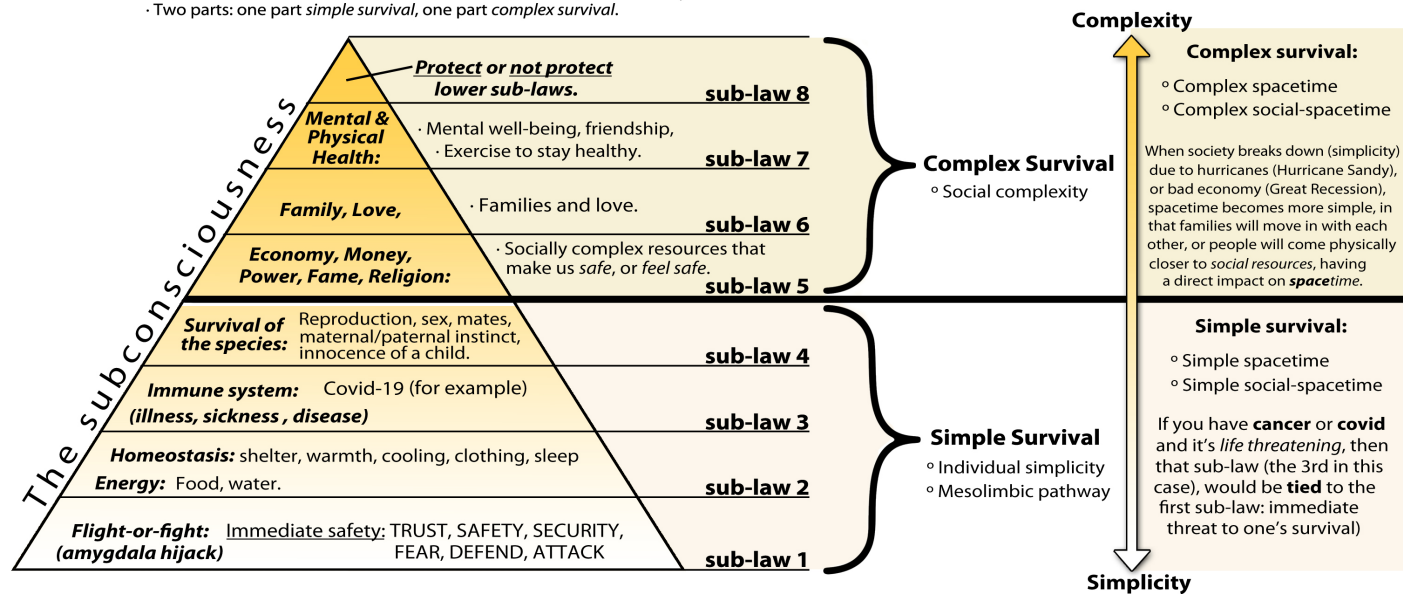 · Two parts: one part simple survival, one part complex survival.
The subconsciousness
Protect or not protect
lower sub-laws.
sub-law 8
Mental &
Physical
Health:
· Mental well-being, friendship,
· Exercise to stay healthy.
sub-law 7
Family, Love,
· Families and love.
sub-law 6
Economy, Money,
Power, Fame, Religion:
· Socially complex resources that
make us safe, or feel safe.
sub-law 5
Survival of
the species:
Reproduction, sex, mates,
maternal/paternal instinct,
innocence of a child.
sub-law 4
Immune system: Covid-19 (for example)
(illness, sickness , disease)
sub-law 3
Homeostasis: shelter, warmth, cooling, clothing, sleep
Energy: Food, water.
sub-law 2
Flight-or-fight:
(amygdala hijack)
Immediate safety: TRUST, SAFETY, SECURITY,
FEAR, DEFEND, ATTACK
sub-law 1
Complex Survival
º Social complexity
Simple Survival
º Individual simplicity
º Mesolimbic pathway
Complexity
Complex survival:
º Complex spacetime
º Complex social-spacetime
When society breaks down (simplicity)
due to hurricanes (Hurricane Sandy),
or bad economy (Great Recession),
spacetime becomes more simple, in
that families will move in with each
other, or people will come physically
closer to social resources, having
a direct impact on spacetime.
Simple survival:
º Simple spacetime
º Simple social-spacetime
If you have cancer or covid
and it's life threatening, then
that sub-law (the 3rd in this
case), would be tied to the
first sub-law: immediate
threat to one's survival)
Simplicity